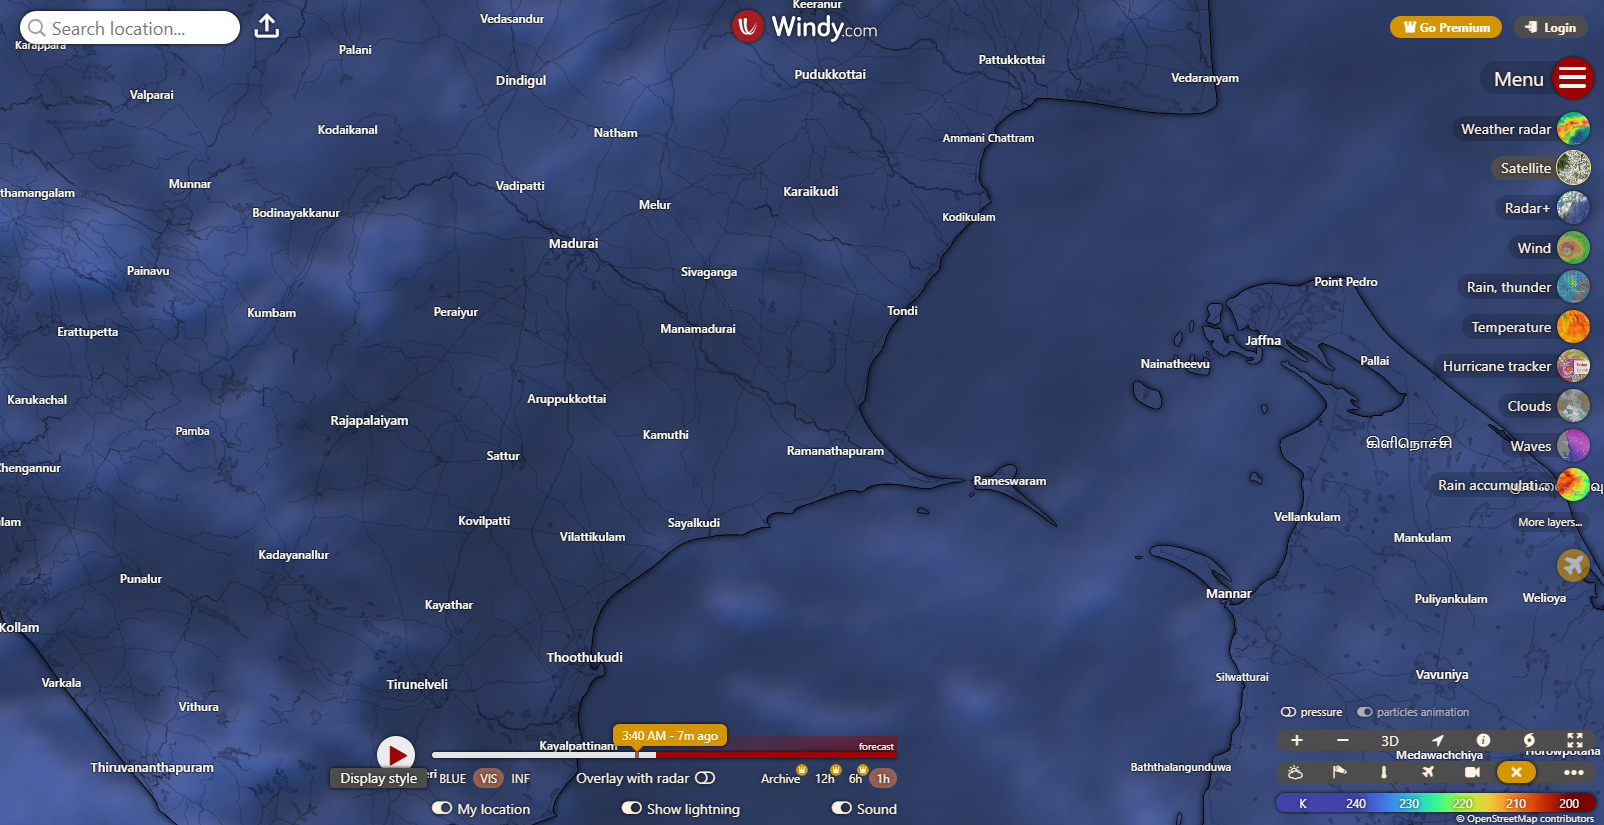 Search location...
Windy.com
Go Premium
Login
Menu
Weather radar
Satellite
Radar+
Wind
Rain, thunder
Temperature
Hurricane tracker
Clouds
Waves
Rain accumulati...
More layers...
Keeranur
Vedasandur
Karappara
Palani
Dindigul
Pudukkottai
Pattukkottai
Vedaranyam
Valparai
Kodaikanal
Natham
Ammani Chattram
Munnar
thamangalam
Vadipatti
Karaikudi
Melur
Bodinayakkanur
Kodikulam
Madurai
Painavu
Sivaganga
Point Pedro
Kumbam
Peraiyur
Tondi
Erattupetta
Manamadurai
Jaffna
Nainatheevu
Pallai
Karukachal
Aruppukkottai
Rajapalaiyam
Pamba
Kamuthi
கிளிநொச்சி
Sattur
Ramanathapuram
Chengannur
Rameswaram
lam
Kovilpatti
Sayalkudi
Vellankulam
Vilattikulam
Mankulam
Kadayanallur
Punalur
Mannar
Puliyankulam
Welioya
Kayathar
Kollam
Thoothukudi
Varkala
Tirunelveli
Silwatturai
Vavuniya
Vithura
Kayalpattinam
Thiruvananthapuram
Baththalangunduwa
Medawachchiya
Horowpotana
3:40 AM - 7m ago
forecast
Display style
eri
BLUE
VIS
INF
Overlay with radar
Archive
12h
6h
1h
My location
Show lightning
Sound
pressure
particles animation
+
−
3D
K
240
230
220
210
200
© OpenStreetMap contributors